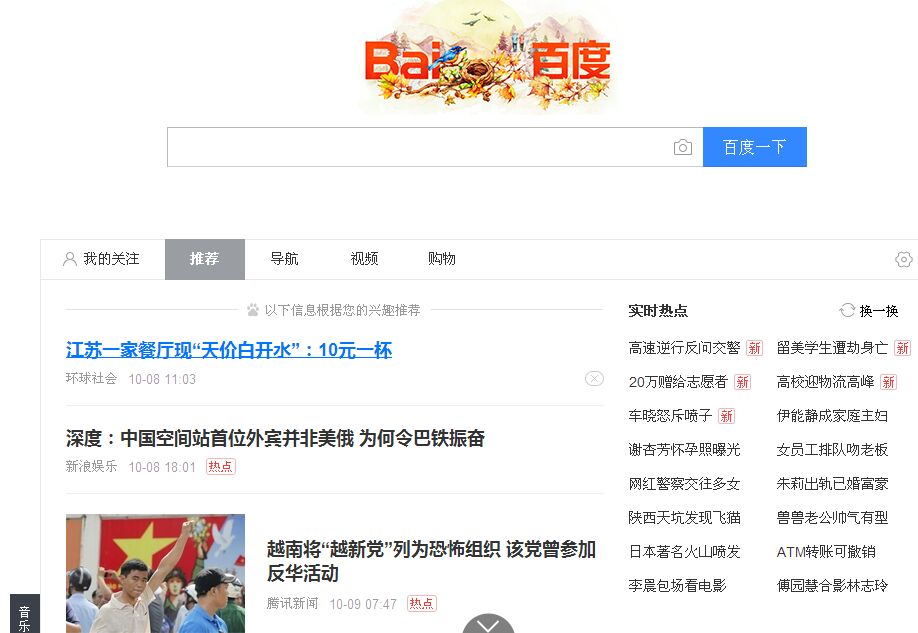 Bai 百度
百度一下
我的关注 推荐 导航 视频 购物
以下信息根据您的兴趣推荐
江苏一家餐厅现“天价白开水”：10元一杯
环球社会 10-08 11:03
深度：中国空间站首位外宾并非美俄 为何令巴铁振奋
新浪娱乐 10-08 18:01 热点
越南将“越新党”列为恐怖组织 该党曾参加
反华活动
腾讯新闻 10-09 07:47 热点
实时热点 换一换
高速逆行反问交警 新 留美学生遭劫身亡 新
20万赠给志愿者 新 高校迎物流高峰 新
车晓怒斥喷子 新 伊能静成家庭主妇
谢杏芳怀孕照曝光 女员工排队吻老板
网红警察交往多女 朱莉出轨已婚富蒙
陕西天坑发现飞猫 兽兽老公帅气有型
日本著名火山喷发 ATM转账可撤销
李晨包场看电影 傅园慧合影林志玲
音
乐